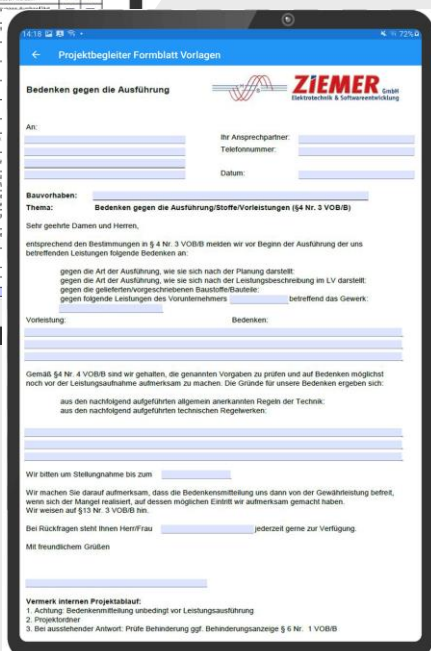 14:18
72%
Projektbegleiter Formblatt Vorlagen
Bedenken gegen die Ausführung
ZIEMER GmbH
Elektrotechnik & Softwareentwicklung
An:
Ihr Ansprechpartner:
Telefonnummer:
Datum:
Bauvorhaben:
Thema: Bedenken gegen die Ausführung/Stoffe/Vorleistungen (§4 Nr. 3 VOB/B)
Sehr geehrte Damen und Herren,
entsprechend den Bestimmungen in § 4 Nr. 3 VOB/B melden wir vor Beginn der Ausführung der uns
betreffenden Leistungen folgende Bedenken an:
gegen die Art der Ausführung, wie sie sich nach der Planung darstellt:
gegen die Art der Ausführung, wie sie sich nach der Leistungsbeschreibung im LV darstellt:
gegen die gelieferten/vorgeschriebenen Baustoffe/Bauteile:
gegen folgende Leistungen des Vorunternehmers betreffend das Gewerk:
Vorleistung: Bedenken:
Gemäß §4 Nr. 4 VOB/B sind wir gehalten, die genannten Vorgaben zu prüfen und auf Bedenken möglichst
noch vor der Leistungsaufnahme aufmerksam zu machen. Die Gründe für unsere Bedenken ergeben sich:
aus den nachfolgend aufgeführten allgemein anerkannten Regeln der Technik:
aus den nachfolgend aufgeführten technischen Regelwerken:
Wir bitten um Stellungnahme bis zum
Wir machen Sie darauf aufmerksam, dass die Bedenkensmitteilung uns dann von der Gewährleistung befreit,
wenn sich der Mangel realisiert, auf dessen möglichen Eintritt wir aufmerksam gemacht haben.
Wir weisen auf §13 Nr. 3 VOB/B hin.
Bei Rückfragen steht Ihnen Herr/Frau jederzeit gerne zur Verfügung.
Mit freundlichem Grüßen
Vermerk internen Projektablauf:
1. Achtung: Bedenkenmitteilung unbedingt vor Leistungsausführung
2. Projektordner
3. Bei ausstehender Antwort: Prüfe Behinderung ggf. Behinderungsanzeige § 6 Nr. 1 VOB/B